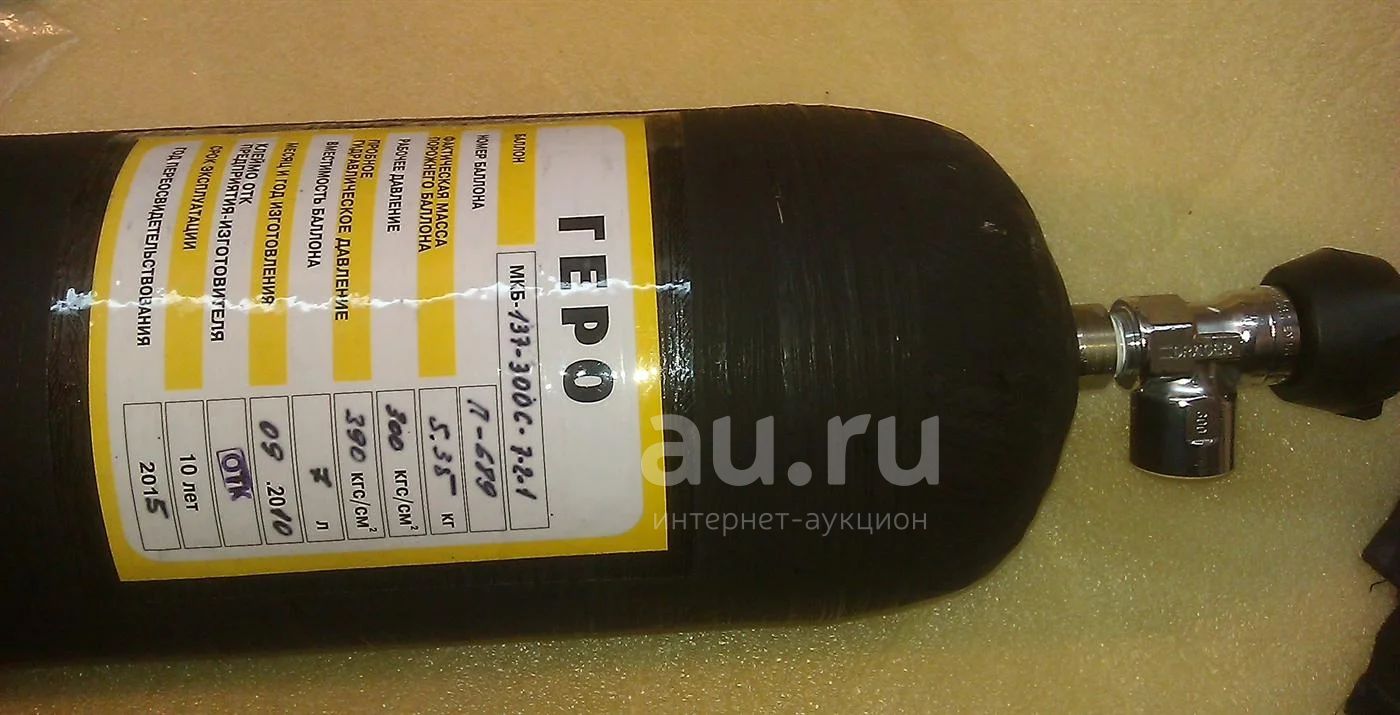 ГЕРО
БАЛЛОН МКБ-137-300С-7-2-1
НОМЕР БАЛЛОНА П-689
ФАКТИЧЕСКАЯ МАССА
ПОРОЖНЕГО БАЛЛОНА 5.35 кг
РАБОЧЕЕ ДАВЛЕНИЕ 300 КГС/СМ²
ПРОБНОЕ
ГИДРАВЛИЧЕСКОЕ ДАВЛЕНИЕ 390 КГС/СМ²
ВМЕСТИМОСТЬ БАЛЛОНА 7 Л
МЕСЯЦ И ГОД ИЗГОТОВЛЕНИЯ 09 .2010
КЛЕЙМО ОТК
ПРЕДПРИЯТИЯ-ИЗГОТОВИТЕЛЯ ОТК
СРОК ЭКСПЛУАТАЦИИ 10 лет
ГОД ПЕРЕОСВИДЕТЕЛЬСТВОВАНИЯ 2015
DRAGER
au.ru
интернет-аукцион